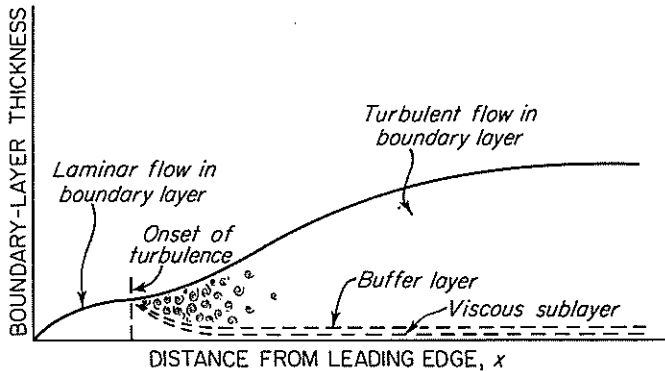 BOUNDARY-LAYER THICKNESS
Turbulent flow in
boundary layer
Laminar flow in
boundary layer
Onset of
turbulence
Buffer layer
Viscous sublayer
DISTANCE FROM LEADING EDGE, x